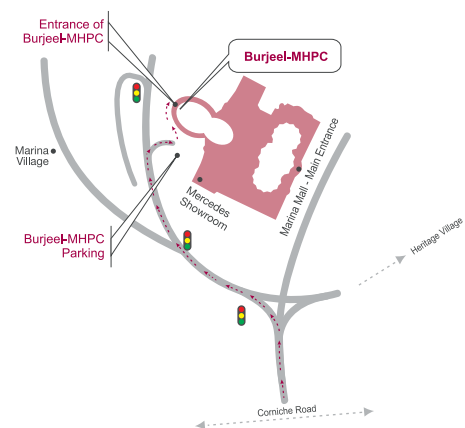 Entrance of
Burjeel-MHPC
Burjeel-MHPC
Marina
Village
Mercedes
Showroom
Marina Mall - Main Entrance
Burjeel-MHPC
Parking
Heritage Village
Corniche Road